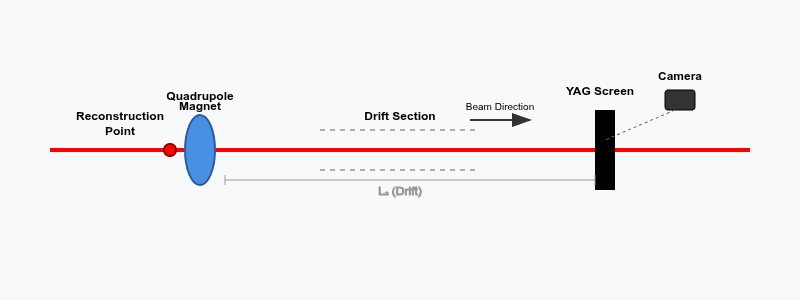 Camera
YAG Screen
Quadrupole
Magnet
Beam Direction
Reconstruction
Point
Drift Section
(Drift)